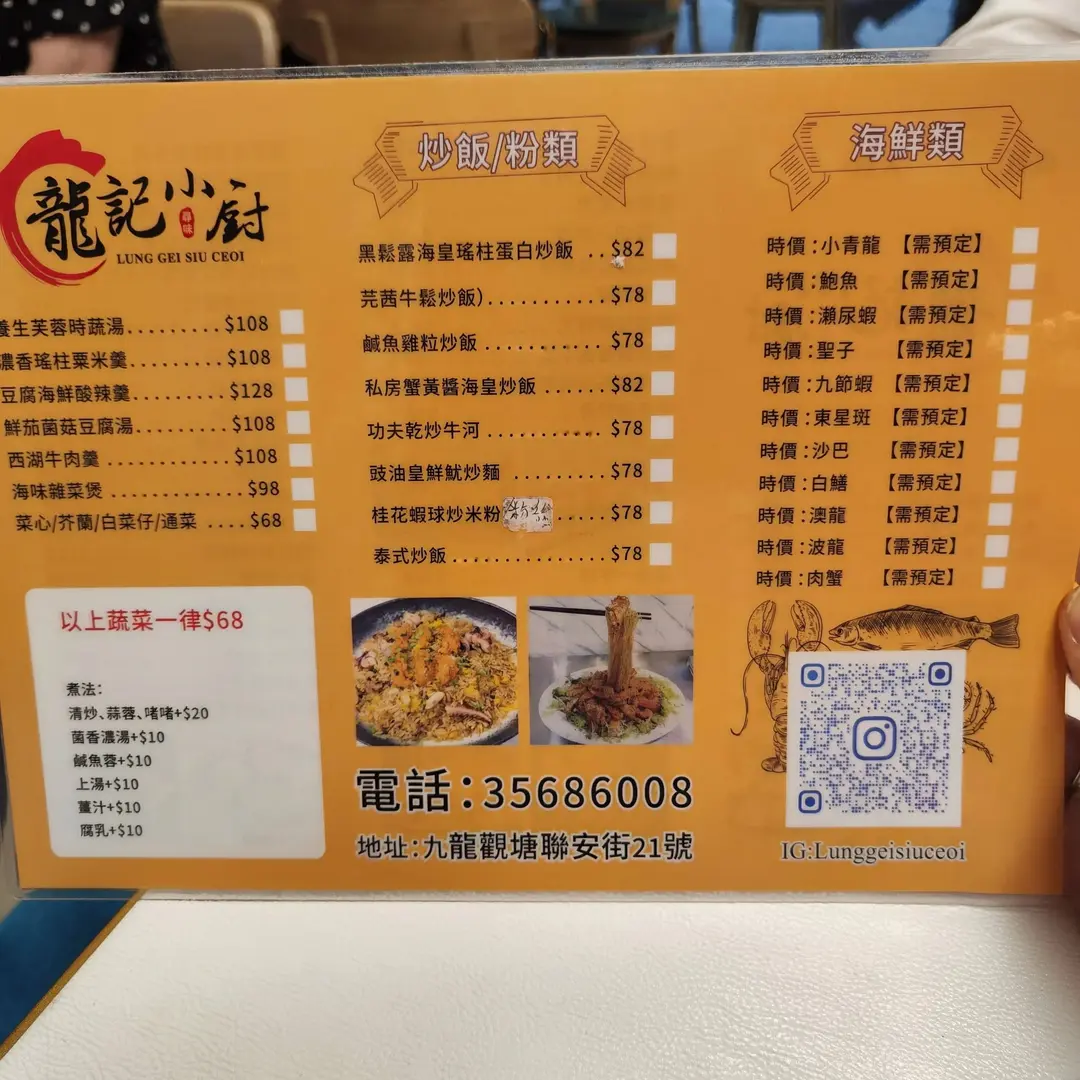 龍記小廚
尋味
LUNG GEI SIU CEOI
養生芙蓉時蔬湯.........$108
濃香瑤柱粟米羹.........$108
豆腐海鮮酸辣羹.........$128
鮮茄菌菇豆腐湯.........$108
西湖牛肉羹............$108
海味雜菜煲............$98
菜心/芥蘭/白菜仔/通菜....$68
以上蔬菜一律$68
煮法:
清炒、蒜蓉、啫啫+$20
菌香濃湯+$10
鹹魚蓉+$10
上湯+$10
薑汁+$10
腐乳+$10
炒飯/粉類
黑鬆露海皇瑤柱蛋白炒飯..$82
芫茜牛鬆炒飯)...........$78
鹹魚雞粒炒飯...........$78
私房蟹黃醬海皇炒飯......$82
功夫乾炒牛河...........$78
豉油皇鮮魷炒麵.........$78
桂花蝦球炒米粉.....$78
泰式炒飯..............$78
電話:35686008
地址:九龍觀塘聯安街21號
海鮮類
時價:小青龍【需預定】
時價:鮑魚【需預定】
時價:瀨尿蝦【需預定】
時價:聖子【需預定】
時價:九節蝦【需預定】
時價:東星斑【需預定】
時價:沙巴【需預定】
時價:白鱔【需預定】
時價:澳龍【需預定】
時價:波龍【需預定】
時價:肉蟹【需預定】
IG:Lunggeisiuceoi